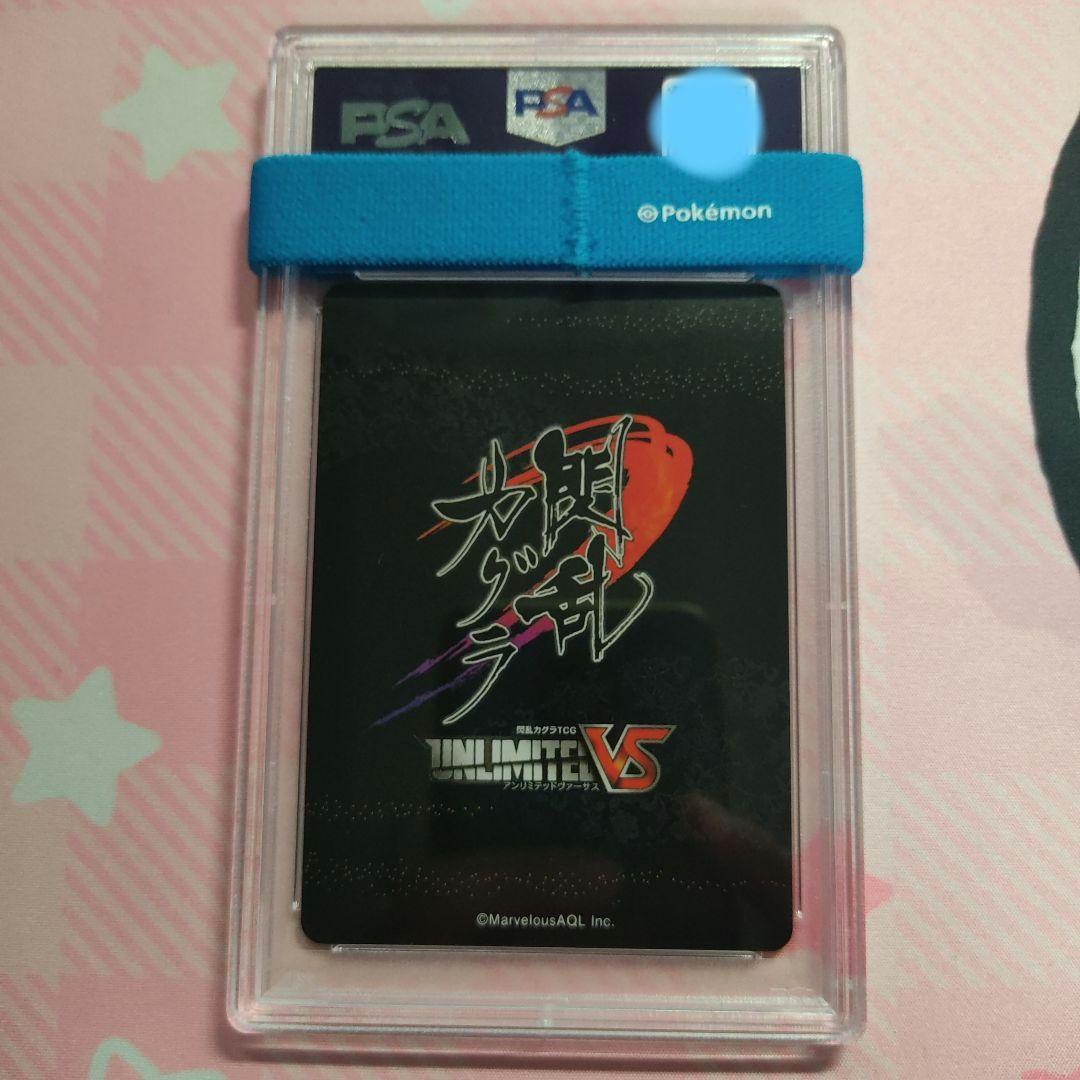 PSA
PSA
Pokémon
閃乱
カグラ
閃乱カグラTCG
UNLIMITED VS
アンリミテッドヴァーサス
©MarvelousAQL Inc.